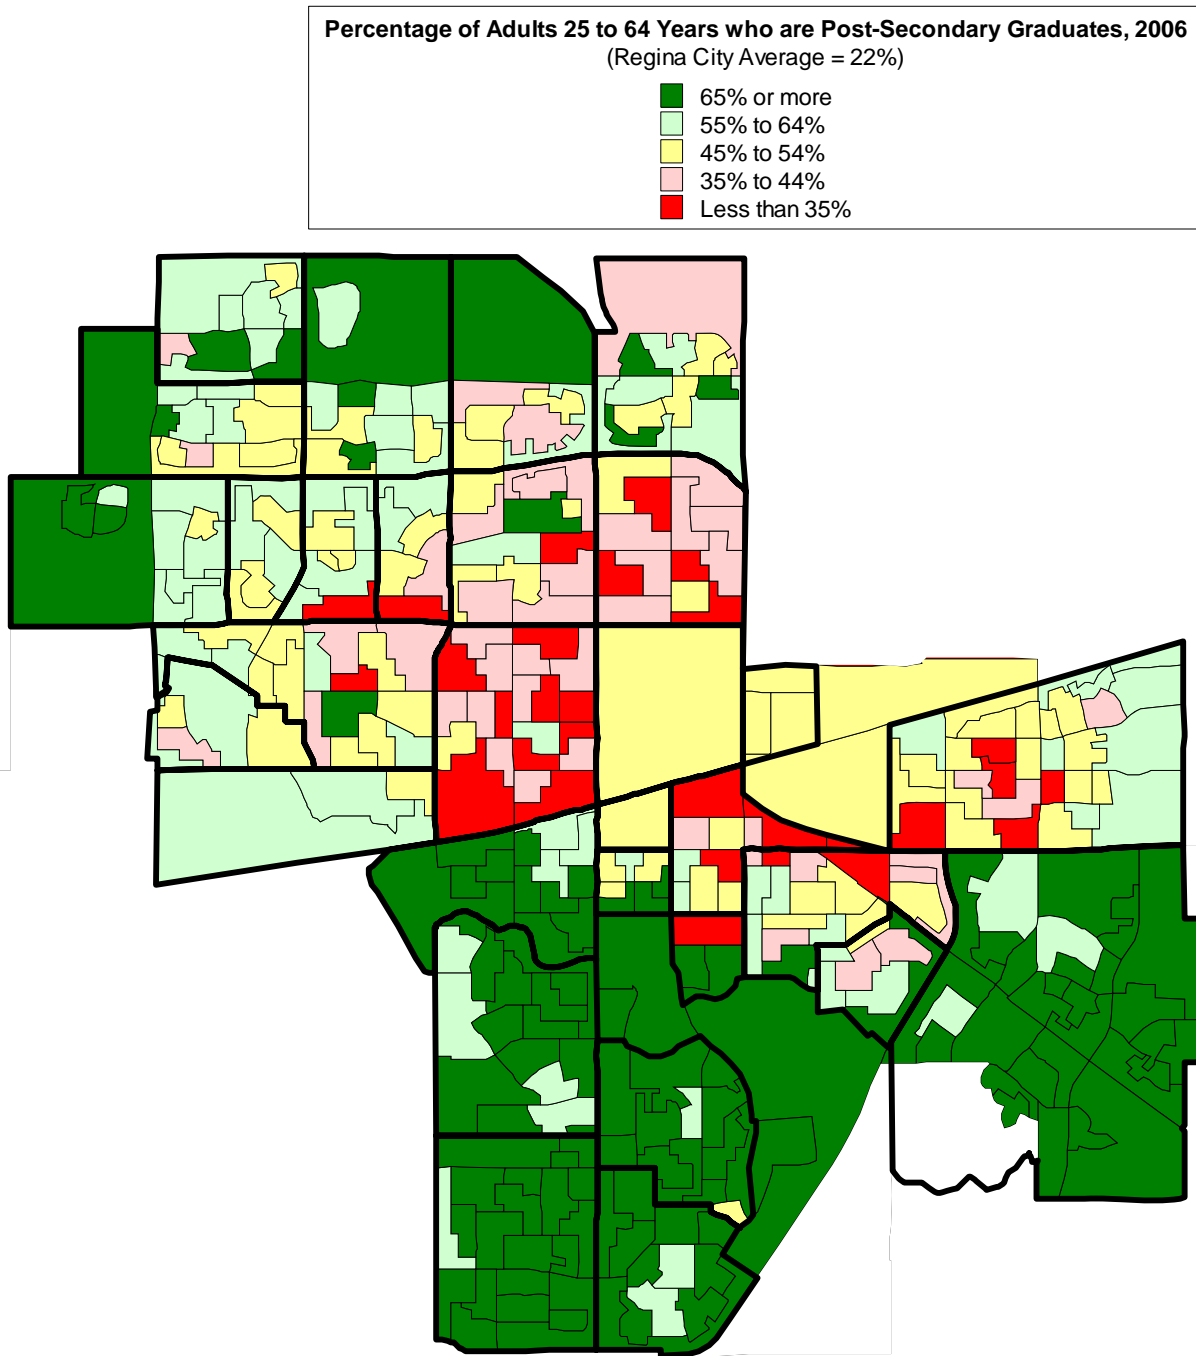 Percentage of Adults 25 to 64 Years who are Post-Secondary Graduates, 2006
(Regina City Average = 22%)
65% or more
55% to 64%
45% to 54%
35% to 44%
Less than 35%